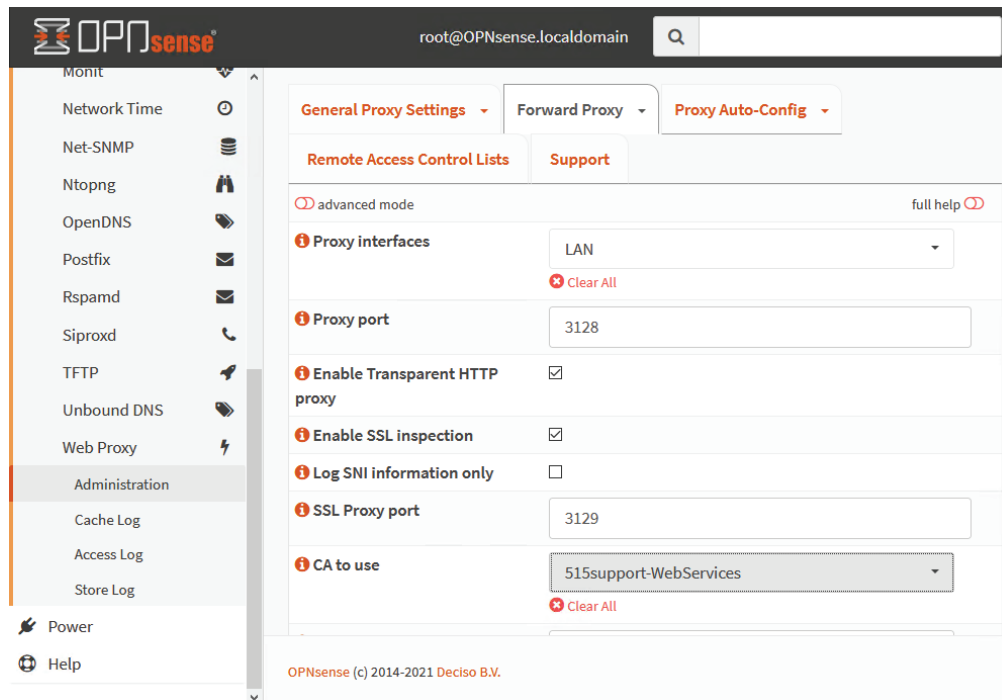 OPNsense®
root@OPNsense.localdomain
Monit
Network Time
Net-SNMP
Ntopng
OpenDNS
Postfix
Rspamd
Siproxd
TFTP
Unbound DNS
Web Proxy
Administration
Cache Log
Access Log
Store Log
Power
Help
General Proxy Settings
Forward Proxy
Proxy Auto-Config
Remote Access Control Lists
Support
advanced mode
full help
Proxy interfaces
LAN
Clear All
Proxy port
3128
Enable Transparent HTTP
proxy
Enable SSL inspection
Log SNI information only
SSL Proxy port
3129
CA to use
515support-WebServices
Clear All
OPNsense (c) 2014-2021 Deciso B.V.